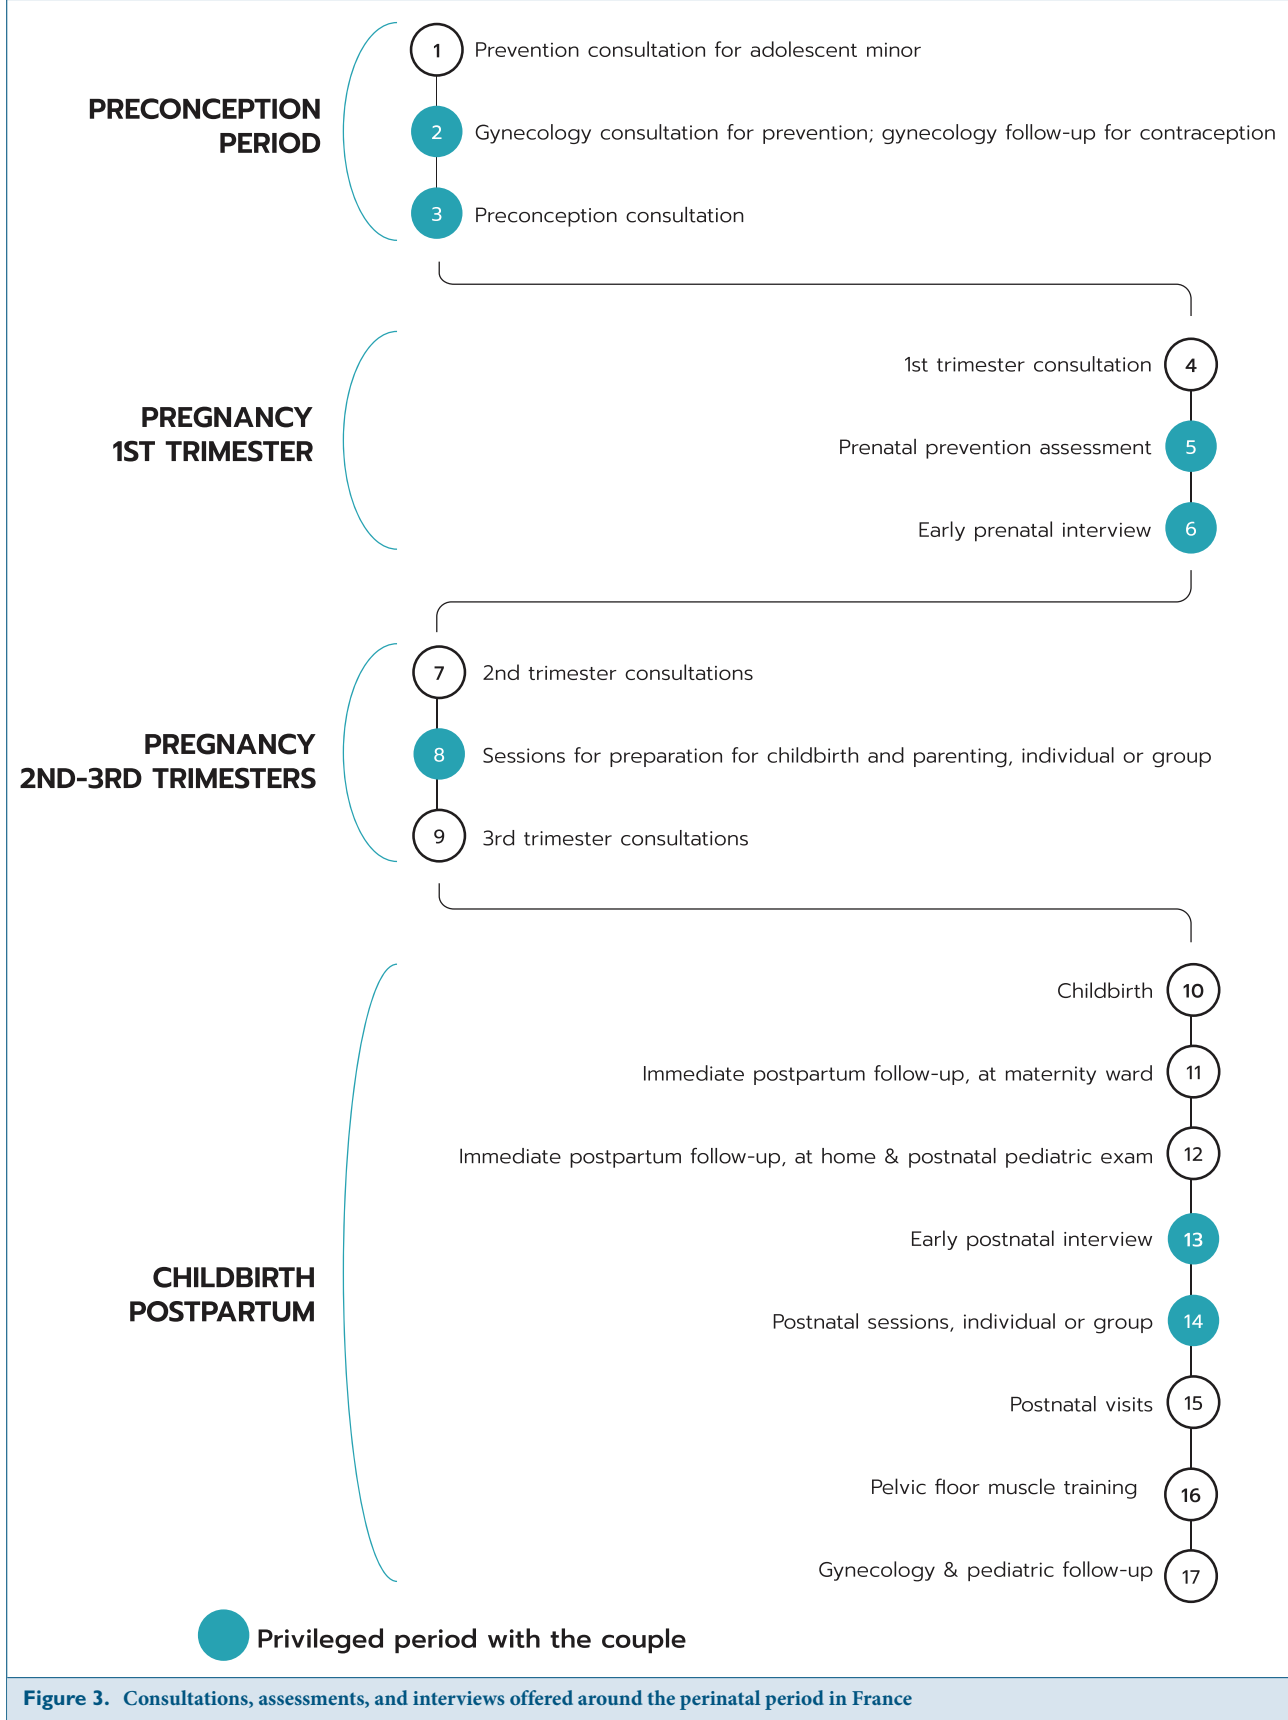 1 Prevention consultation for adolescent minor
PRECONCEPTION
PERIOD
2 Gynecology consultation for prevention; gynecology follow-up for contraception
3 Preconception consultation
1st trimester consultation 4
PREGNANCY
1ST TRIMESTER
Prenatal prevention assessment 5
Early prenatal interview 6
7 2nd trimester consultations
PREGNANCY
2ND-3RD TRIMESTERS
8 Sessions for preparation for childbirth and parenting, individual or group
9 3rd trimester consultations
Childbirth 10
Immediate postpartum follow-up, at maternity ward 11
Immediate postpartum follow-up, at home & postnatal pediatric exam 12
Early postnatal interview 13
CHILDBIRTH
POSTPARTUM
Postnatal sessions, individual or group 14
Postnatal visits 15
Pelvic floor muscle training 16
Gynecology & pediatric follow-up 17
Privileged period with the couple
Figure 3. Consultations, assessments, and interviews offered around the perinatal period in France